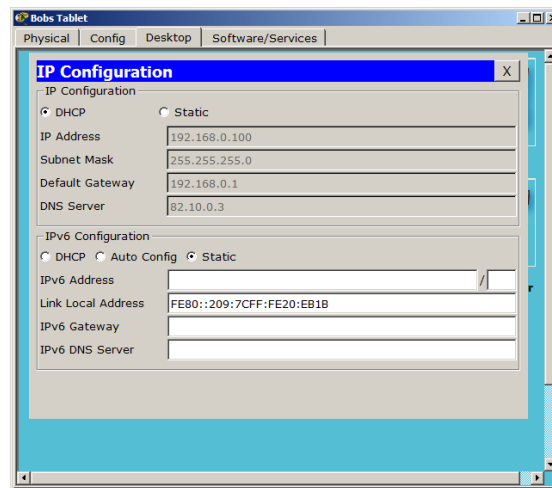 Bobs Tablet
Physical Config Desktop Software/Services
IP Configuration X
IP Configuration
DHCP Static
IP Address 192.168.0.100
Subnet Mask 255.255.255.0
Default Gateway 192.168.0.1
DNS Server 82.10.0.3
IPv6 Configuration
DHCP Auto Config Static
IPv6 Address /
Link Local Address FE80::209:7CFF:FE20:EB1B
IPv6 Gateway
IPv6 DNS Server
r